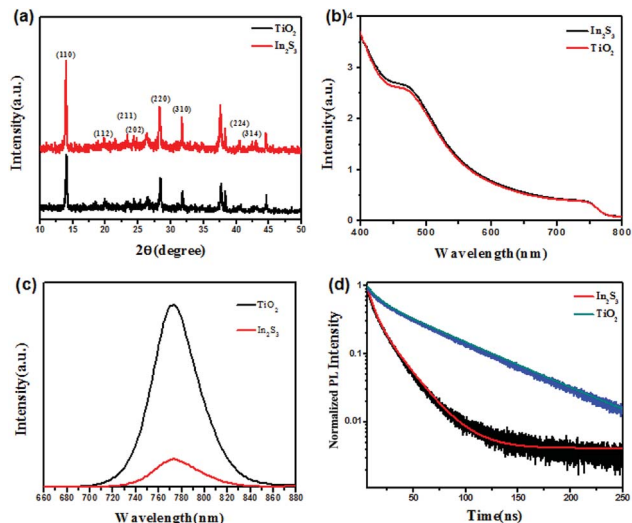 (a)
TiO2
In2S3
(110)
(112)
(211)
(202)
(220)
(310)
(224)
(314)
Intensity(a.u.)
10 15 20 25 30 35 40 45 50
2θ(degree)
(b)
In2S3
TiO2
4
3
2
1
0
Intensity(a.u.)
400 500 600 700 800
Wavelength(nm)
(c)
TiO2
In2S3
Intensity(a.u.)
660 680 700 720 740 760 780 800 820 840 860 880
Wavelength(nm)
(d)
In2S3
TiO2
1
0.1
0.01
Normalized PL Intensity
50 100 150 200 250
Time(ns)